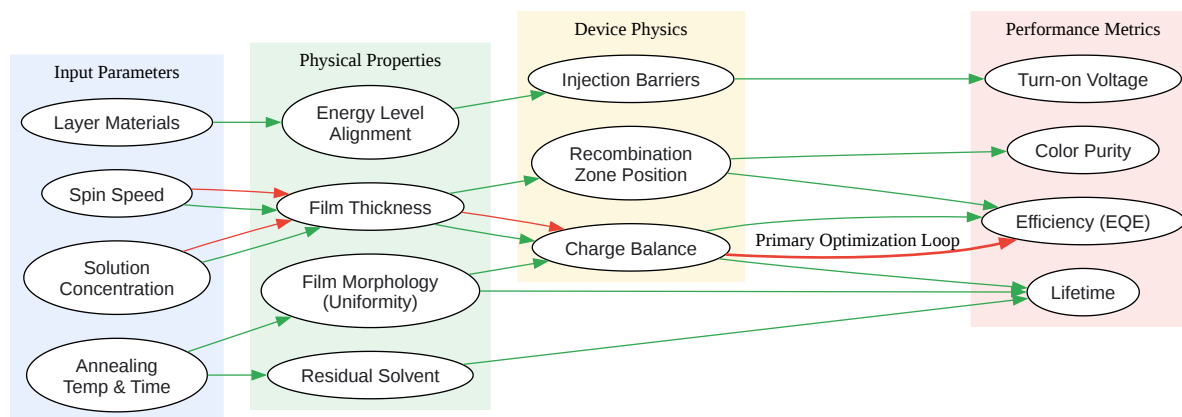 Input Parameters
Layer Materials
Spin Speed
Solution
Concentration
Annealing
Temp & Time
Physical Properties
Energy Level
Alignment
Film Thickness
Film Morphology
(Uniformity)
Residual Solvent
Device Physics
Injection Barriers
Recombination
Zone Position
Charge Balance
Primary Optimization Loop
Performance Metrics
Turn-on Voltage
Color Purity
Efficiency (EQE)
Lifetime